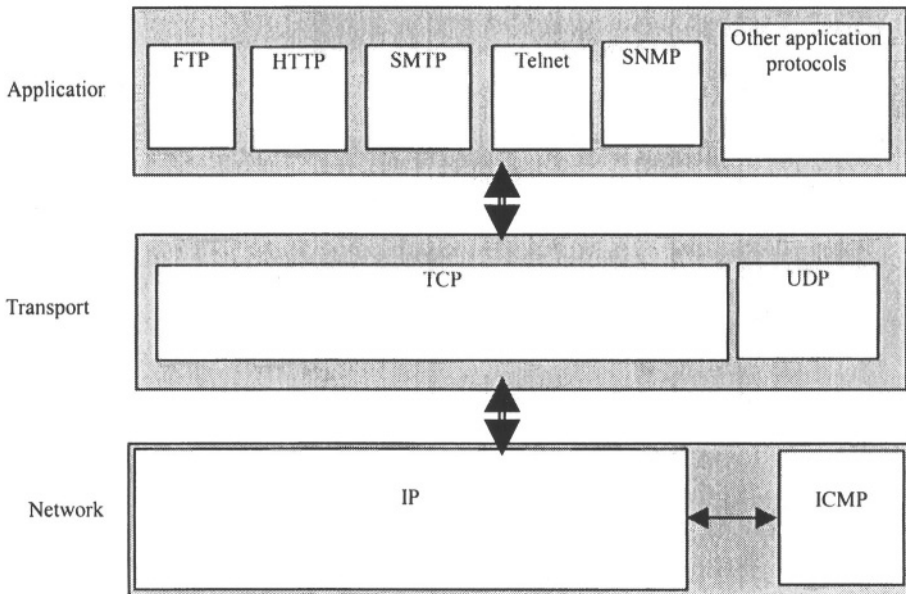 Other application
protocols
FTP
HTTP
SMTP
Telnet
SNMP
Applicatior
TCP
UDP
Transport
IP
ICMP
Network